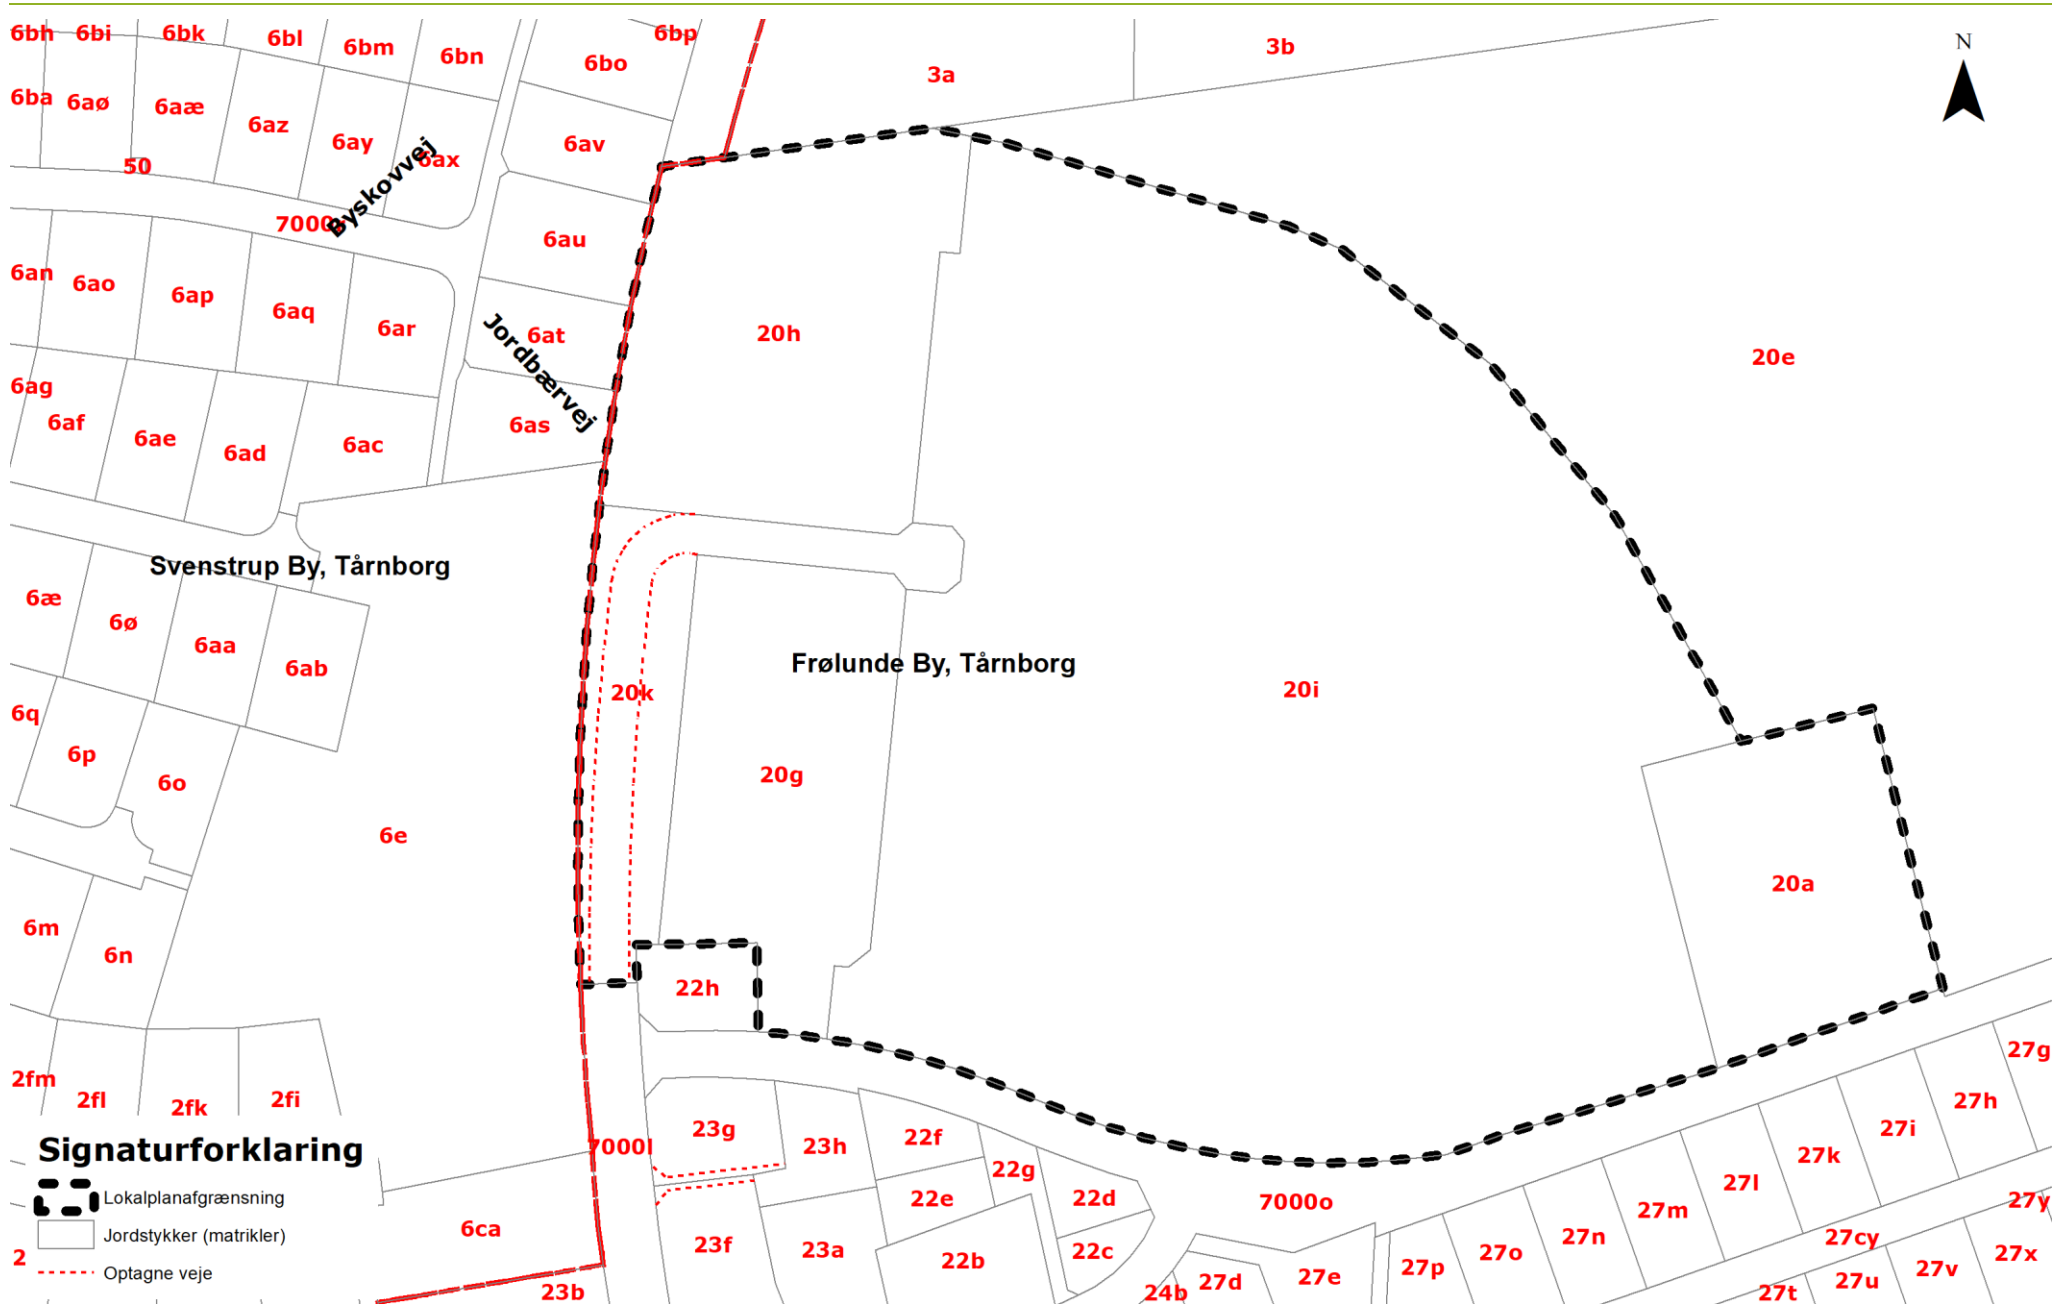 6bh 6bi 6bk 6bl 6bm 6bn 6bo 6bp 3a 3b N
6ba 6aø 6aæ 6az 6ay 6ax 6av
50
Byskovvej
6an 6ao 6ap 6aq 6ar 6au
Jordbærvej
6at 20h 20e
6ag 6af 6ae 6ad 6ac 6as
Svenstrup By, Tårnborg
6æ 6ø 6aa 6ab
Frølunde By, Tårnborg
20k 20i
6q 6p 6o 20g
6e 20a
6m 6n 22h
2fm 2fl 2fk 2fi 27g
27h
7000l 23g 23h 22f 27i
22g 27k
22e 22d 7000o 27l 27y
27m
6ca 23f 23a 22b 22c 27p 27o 27n 27cy 27x
23b 24b 27d 27e 27t 27u 27v
Signaturforklaring
Lokalplanafgrænsning
Jordstykker (matrikler)
Optagne veje